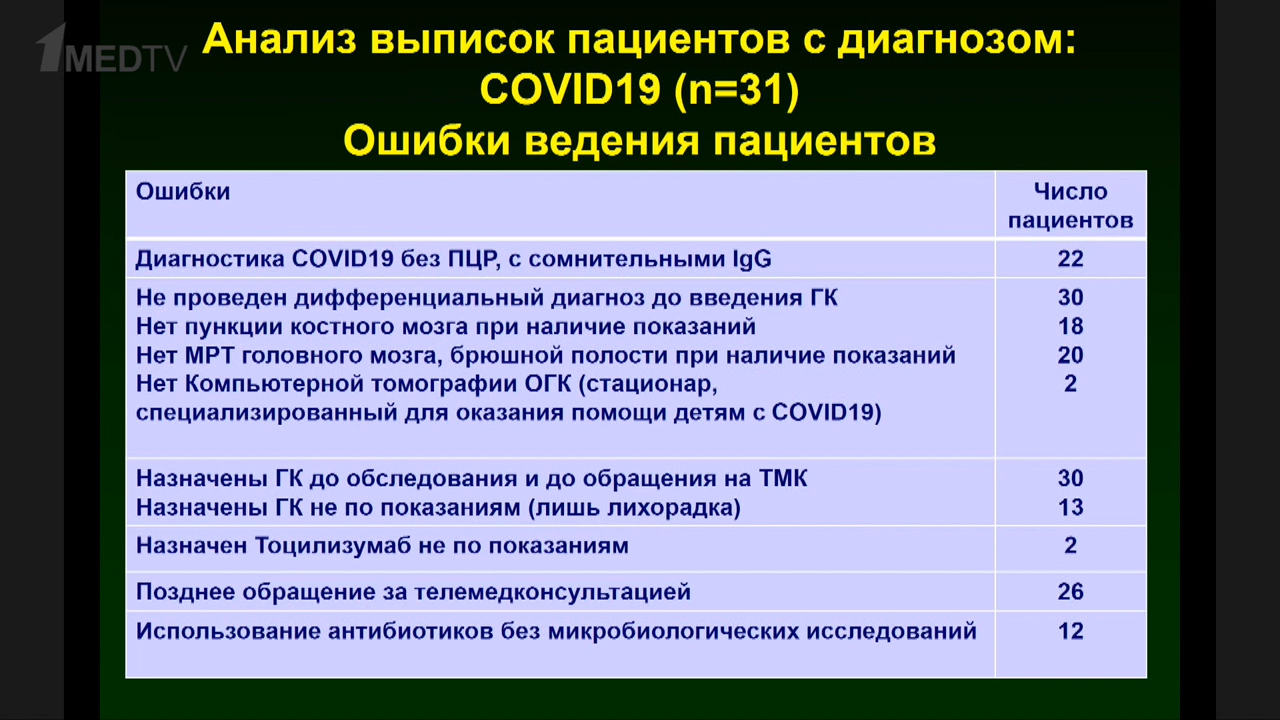 1MEDTV
Анализ выписок пациентов с диагнозом:
COVID19 (n=31)
Ошибки ведения пациентов
Ошибки
Число
пациентов
Диагностика COVID19 без ПЦР, с сомнительными IgG
22
Не проведен дифференциальный диагноз до введения ГК
30
Нет пункции костного мозга при наличие показаний
18
Нет МРТ головного мозга, брюшной полости при наличие показаний
20
Нет Компьютерной томографии ОГК (стационар,
2
специализированный для оказания помощи детям с COVID19)
Назначены ГК до обследования и до обращения на ТМК
30
Назначены ГК не по показаниям (лишь лихорадка)
13
Назначен Тоцилизумаб не по показаниям
2
Позднее обращение за телемедконсультацией
26
Использование антибиотиков без микробиологических исследований
12